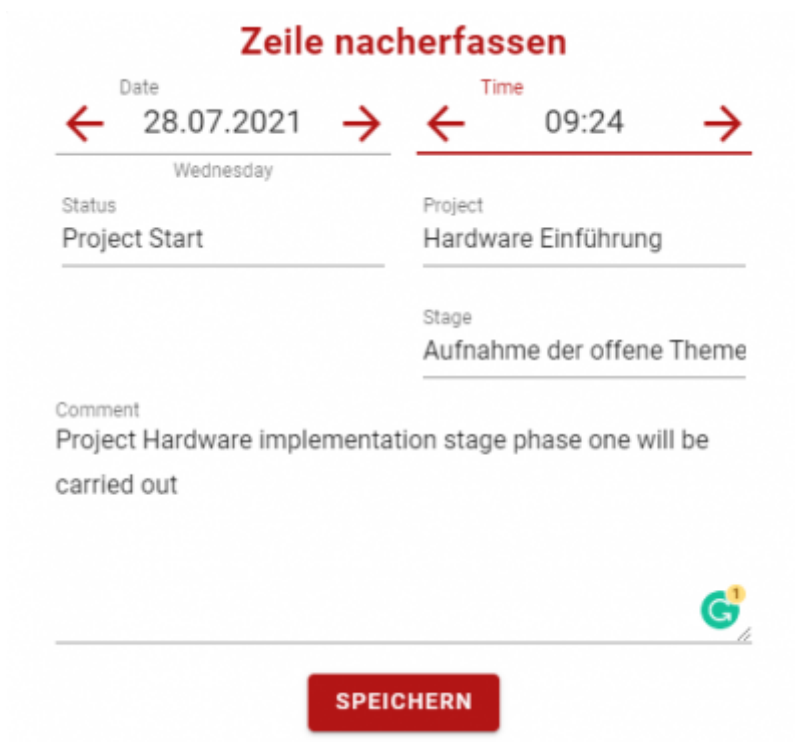 Zeile nacherfassen
Date
28.07.2021
Wednesday
Time
09:24
Status
Project Start
Project
Hardware Einführung
Stage
Aufnahme der offene Theme
Comment
Project Hardware implementation stage phase one will be
carried out
1
SPEICHERN